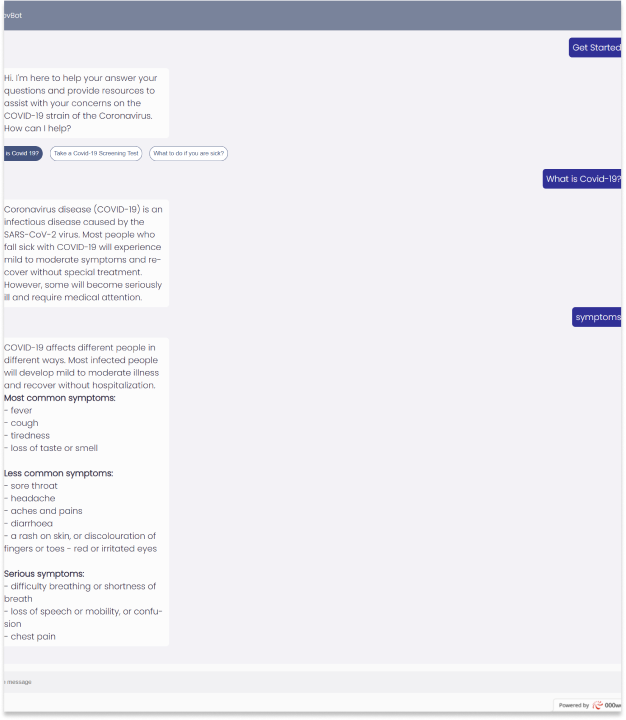 ovBot
Get Started
Hi. I'm here to help your answer your
questions and provide resources to
assist with your concerns on the
COVID-19 strain of the Coronavirus.
How can I help?
is Covid 19?
Take a Covid-19 Screening Test
What to do if you are sick?
What is Covid-19?
Coronavirus disease (COVID-19) is an
infectious disease caused by the
SARS-CoV-2 virus. Most people who
fall sick with COVID-19 will experience
mild to moderate symptoms and re-
cover without special treatment.
However, some will become seriously
ill and require medical attention.
symptoms
COVID-19 affects different people in
different ways. Most infected people
will develop mild to moderate illness
and recover without hospitalization.
Most common symptoms:
- fever
- cough
- tiredness
- loss of taste or smell
Less common symptoms:
- sore throat
- headache
- aches and pains
- diarrhoea
- a rash on skin, or discolouration of
fingers or toes - red or irritated eyes
Serious symptoms:
- difficulty breathing or shortness of
breath
- loss of speech or mobility, or confu-
sion
- chest pain
message
Powered by 000w